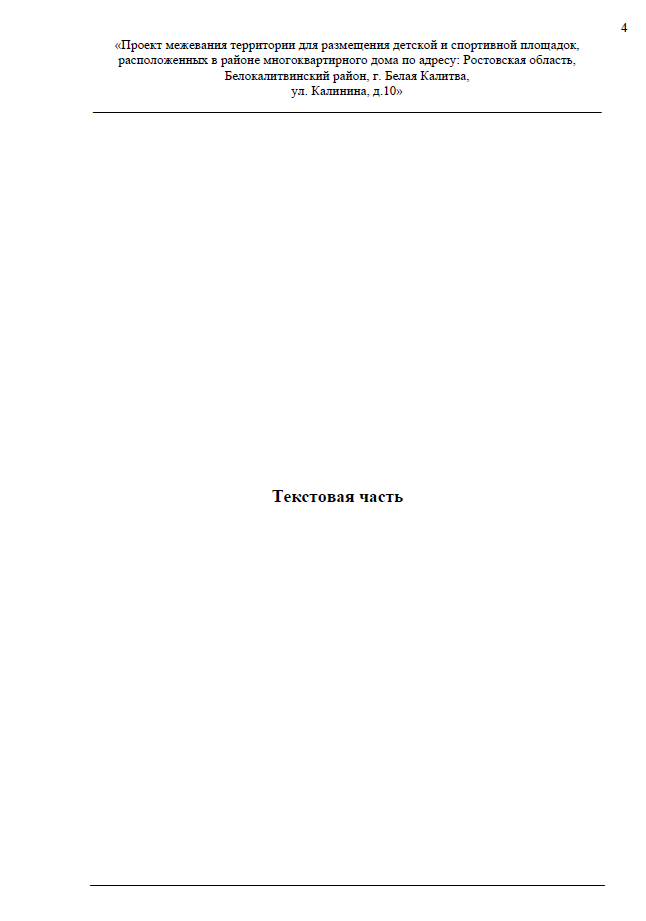 4
«Проект межевания территории для размещения детской и спортивной площадок,
расположенных в районе многоквартирного дома по адресу: Ростовская область,
Белокалитвинский район, г. Белая Калитва,
ул. Калинина, д.10»
Текстовая часть